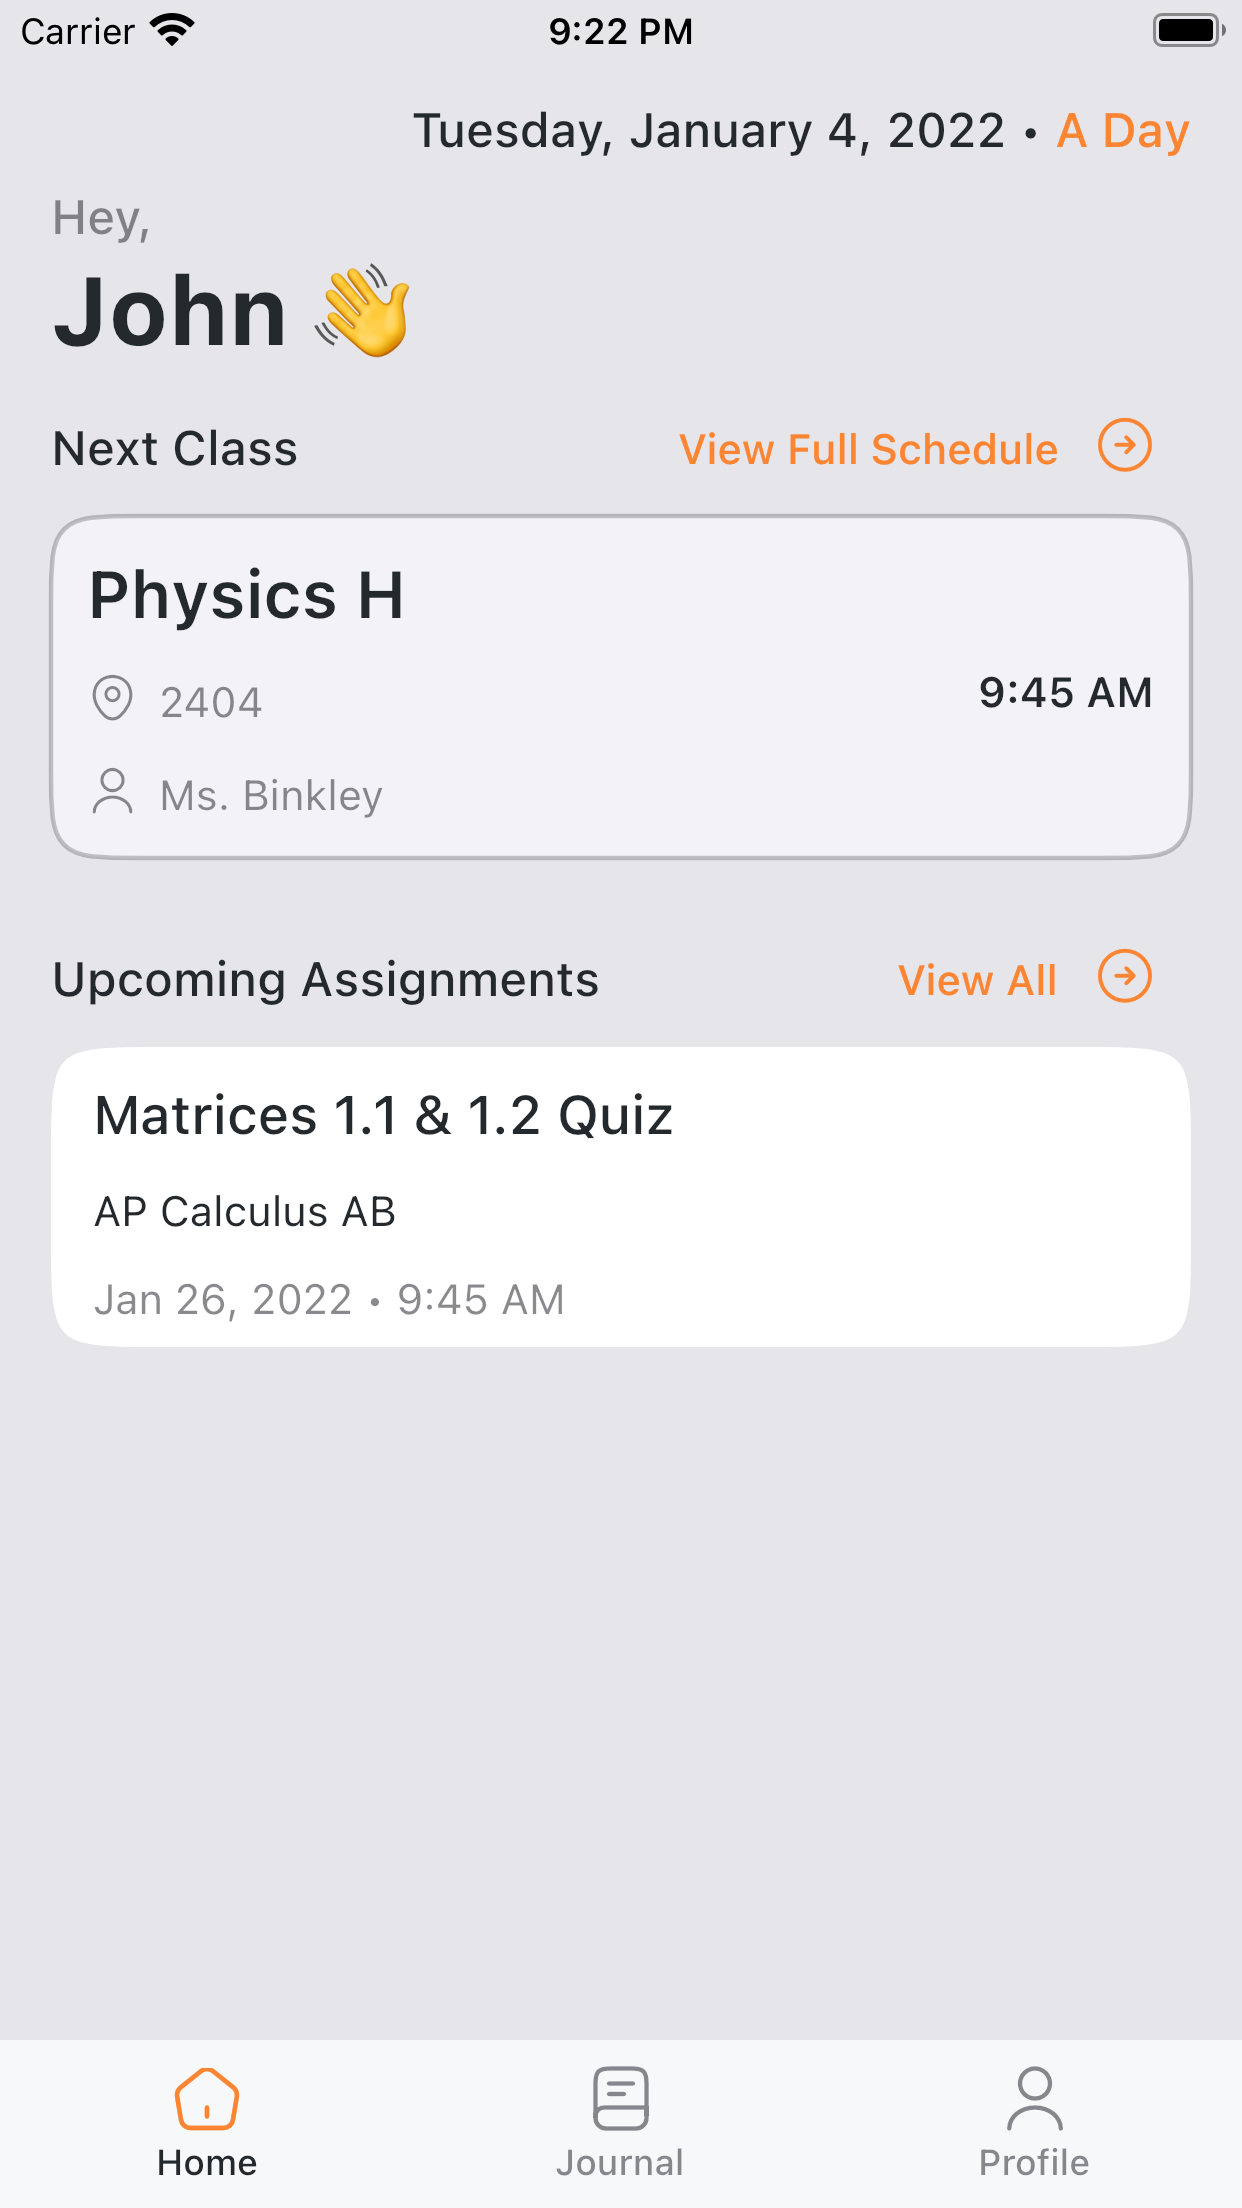 Carrier 9:22 PM
Tuesday, January 4, 2022 • A Day
Hey,
John 👋
Next Class View Full Schedule
Physics H
2404
9:45 AM
Ms. Binkley
Upcoming Assignments View All
Matrices 1.1 & 1.2 Quiz
AP Calculus AB
Jan 26, 2022 • 9:45 AM
Home Journal Profile